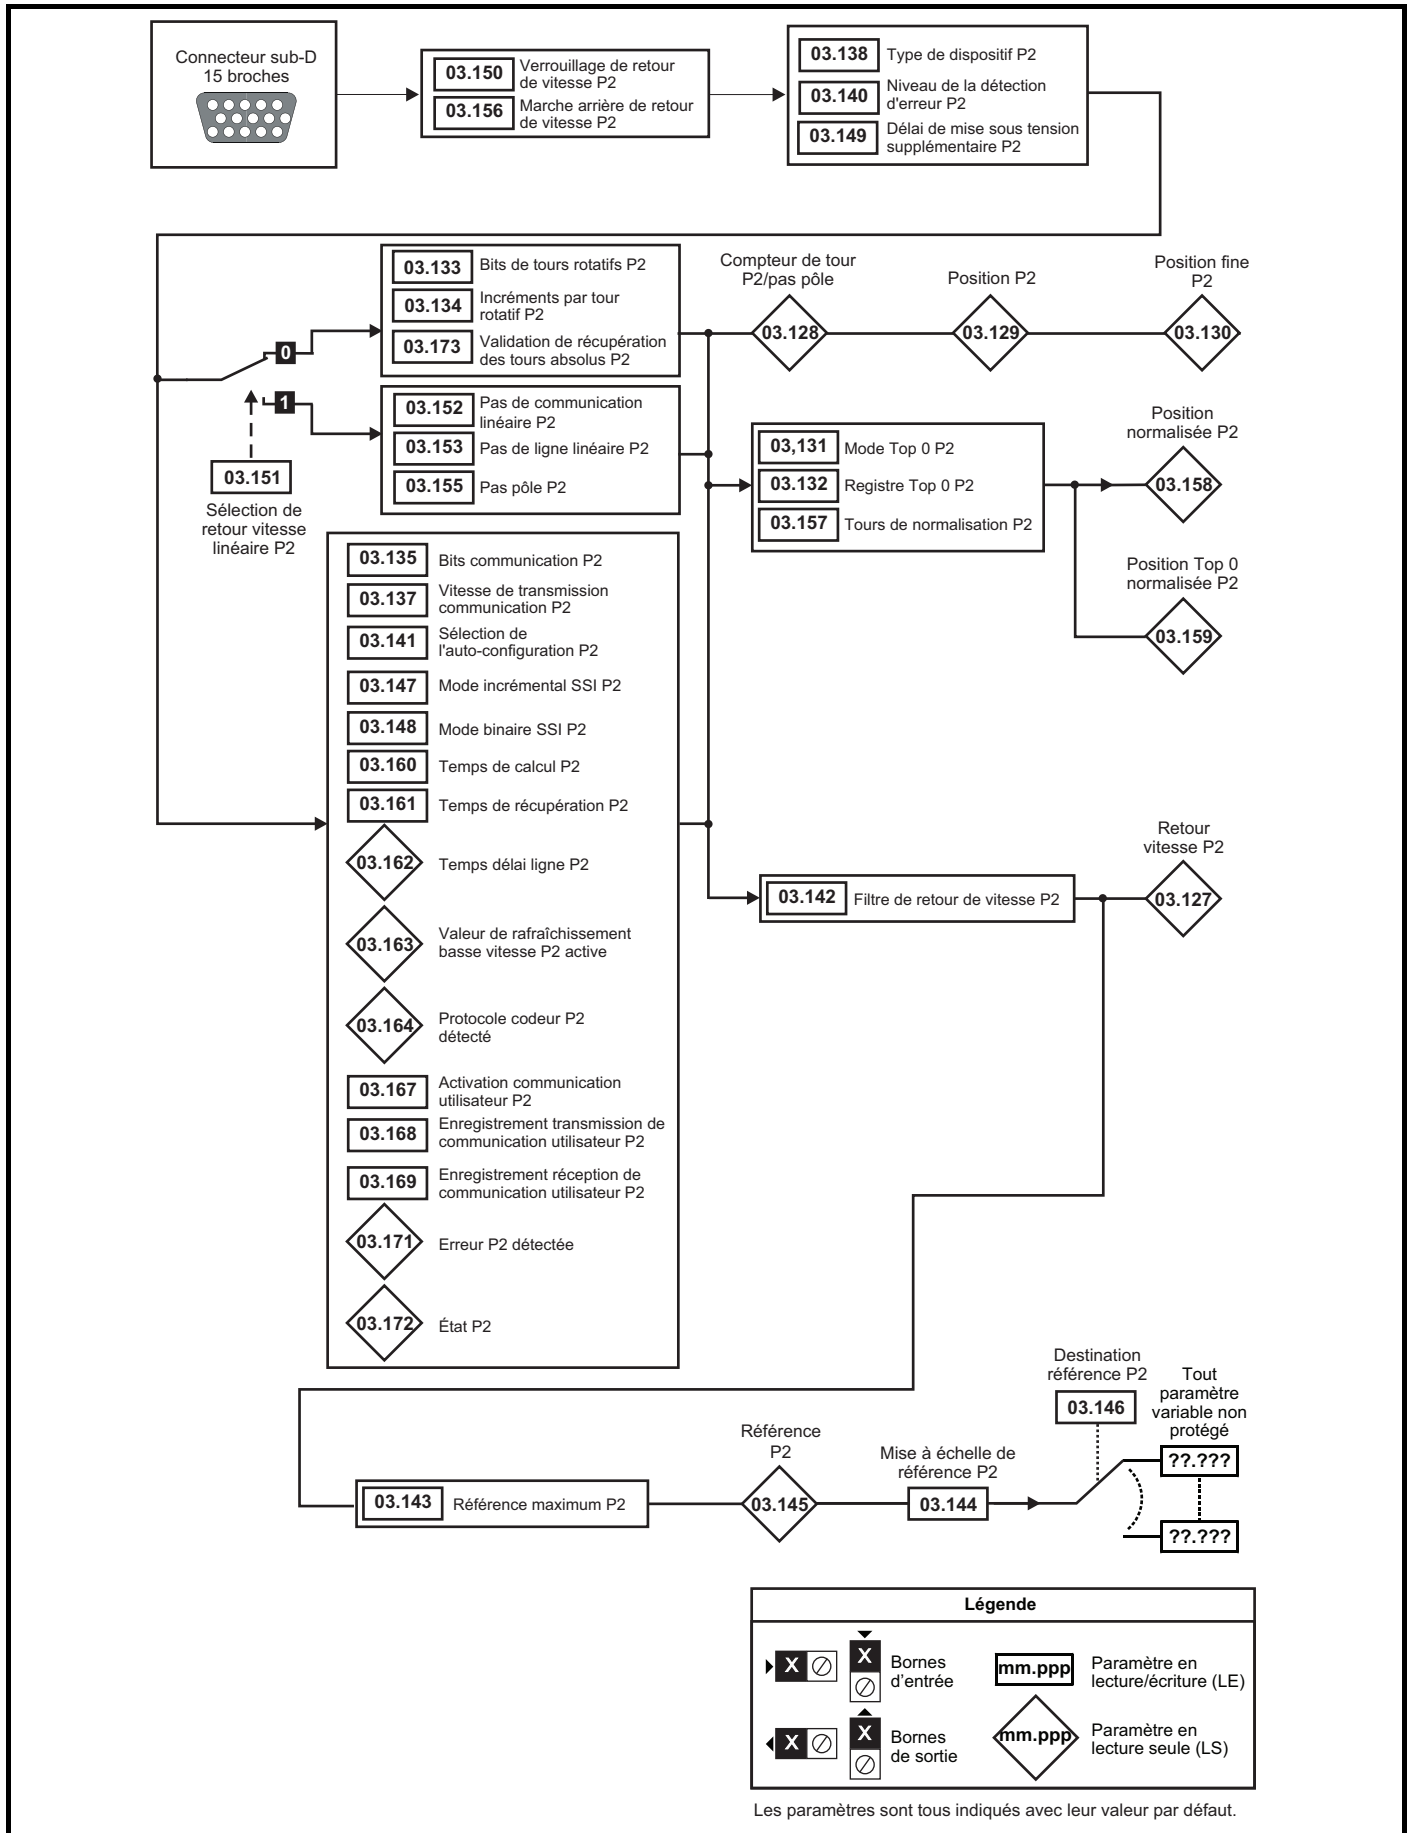 Connecteur sub-D
15 broches
03.150 Verrouillage de retour
de vitesse P2
03.156 Marche arrière de retour
de vitesse P2
03.138 Type de dispositif P2
03.140 Niveau de la détection
d'erreur P2
03.149 Délai de mise sous tension
supplémentaire P2
03.133 Bits de tours rotatifs P2
03.134 Incréments par tour
rotatif P2
03.173 Validation de récupération
des tours absolus P2
Compteur de tour
P2/pas pôle
03.128
Position P2
03.129
Position fine
P2
03.130
0
1
03.151
Sélection de
retour vitesse
linéaire P2
03.152 Pas de communication
linéaire P2
03.153 Pas de ligne linéaire P2
03.155 Pas pôle P2
03,131 Mode Top 0 P2
03.132 Registre Top 0 P2
03.157 Tours de normalisation P2
Position
normalisée P2
03.158
Position Top 0
normalisée P2
03.159
03.135 Bits communication P2
03.137 Vitesse de transmission
communication P2
03.141 Sélection de
l'auto-configuration P2
03.147 Mode incrémental SSI P2
03.148 Mode binaire SSI P2
03.160 Temps de calcul P2
03.161 Temps de récupération P2
03.162 Temps délai ligne P2
03.163 Valeur de rafraîchissement
basse vitesse P2 active
03.164 Protocole codeur P2
détecté
03.167 Activation communication
utilisateur P2
03.168 Enregistrement transmission de
communication utilisateur P2
03.169 Enregistrement réception de
communication utilisateur P2
03.171 Erreur P2 détectée
03.172 État P2
03.142 Filtre de retour de vitesse P2
Retour
vitesse P2
03.127
03.143 Référence maximum P2
Référence
P2
03.145
Mise à échelle de
référence P2
03.144
Destination
référence P2
03.146
Tout
paramètre
variable non
protégé
??.???
??.???
Légende
X X Bornes
d'entrée
mm.ppp Paramètre en
lecture/écriture (LE)
X X Bornes
de sortie
mm.ppp Paramètre en
lecture seule (LS)
Les paramètres sont tous indiqués avec leur valeur par défaut.